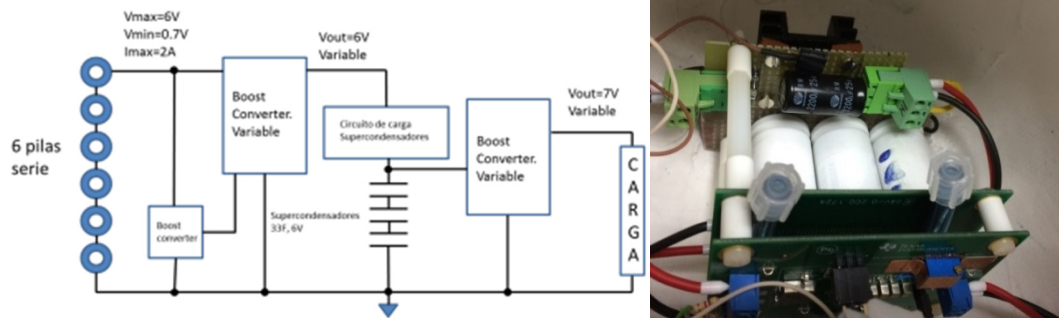 Vmax=6V
Vmin=0.7V
Imax=2A
6 pilas
serie
Boost
Converter.
Variable
Boost
converter
Vout=6V
Variable
Circuito de carga
Supercondensadores
Supercondensadores
33F, 6V
Boost
Converter.
Variable
Vout=7V
Variable
CARGA